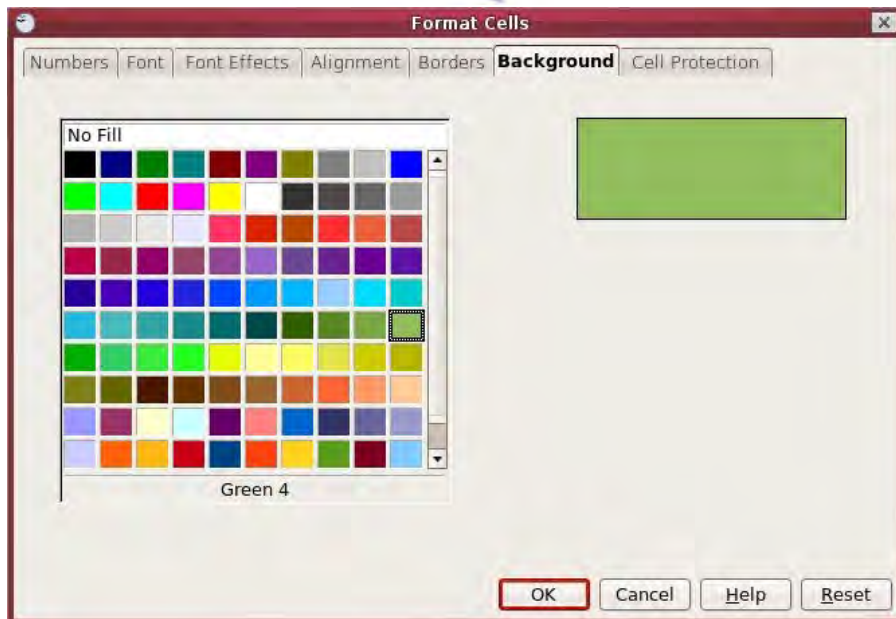 Format Cells
Numbers Font Font Effects Alignment Borders Background Cell Protection
No Fill
Green 4
OK Cancel Help Reset